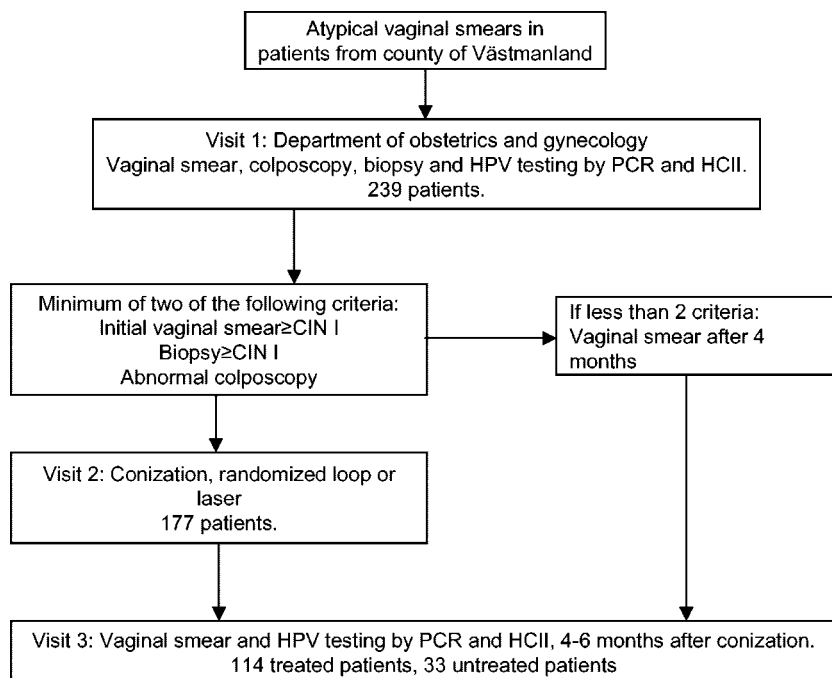 Atypical vaginal smears in
patients from county of Västmanland
Visit 1: Department of obstetrics and gynecology
Vaginal smear, colposcopy, biopsy and HPV testing by PCR and HCII.
239 patients.
Minimum of two of the following criteria:
Initial vaginal smear≥CIN I
Biopsy≥CIN I
Abnormal colposcopy
If less than 2 criteria:
Vaginal smear after 4
months
Visit 2: Conization, randomized loop or
laser
177 patients.
Visit 3: Vaginal smear and HPV testing by PCR and HCII, 4-6 months after conization.
114 treated patients, 33 untreated patients